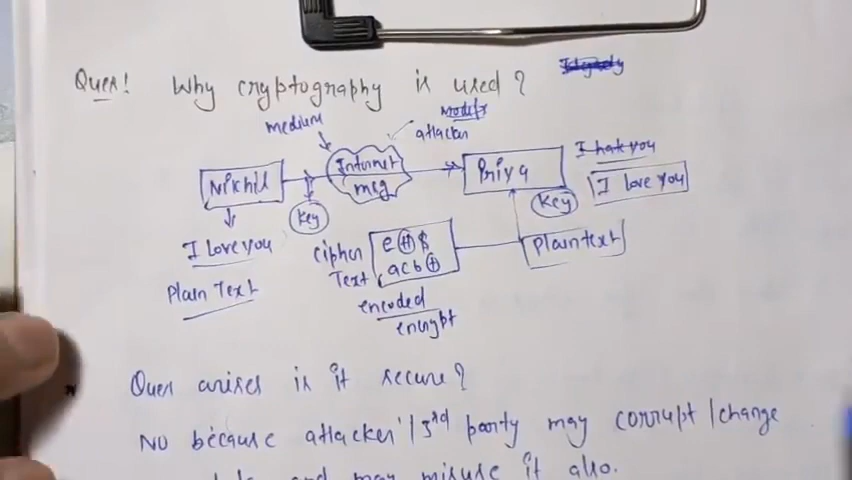 Ques! Why cryptography is used?
medium
modify
attacker
Nikhil
Internet
msg
Priya
I hate you
I love you
Key
Key
I love you
Plain Text
cipher
Text
e ⊕ $
acb ⊕
plaintext
encoded
encrypt
Ques arises is it secure?
NO because attacker / 3rd party may corrupt / change
and may misuse it also.